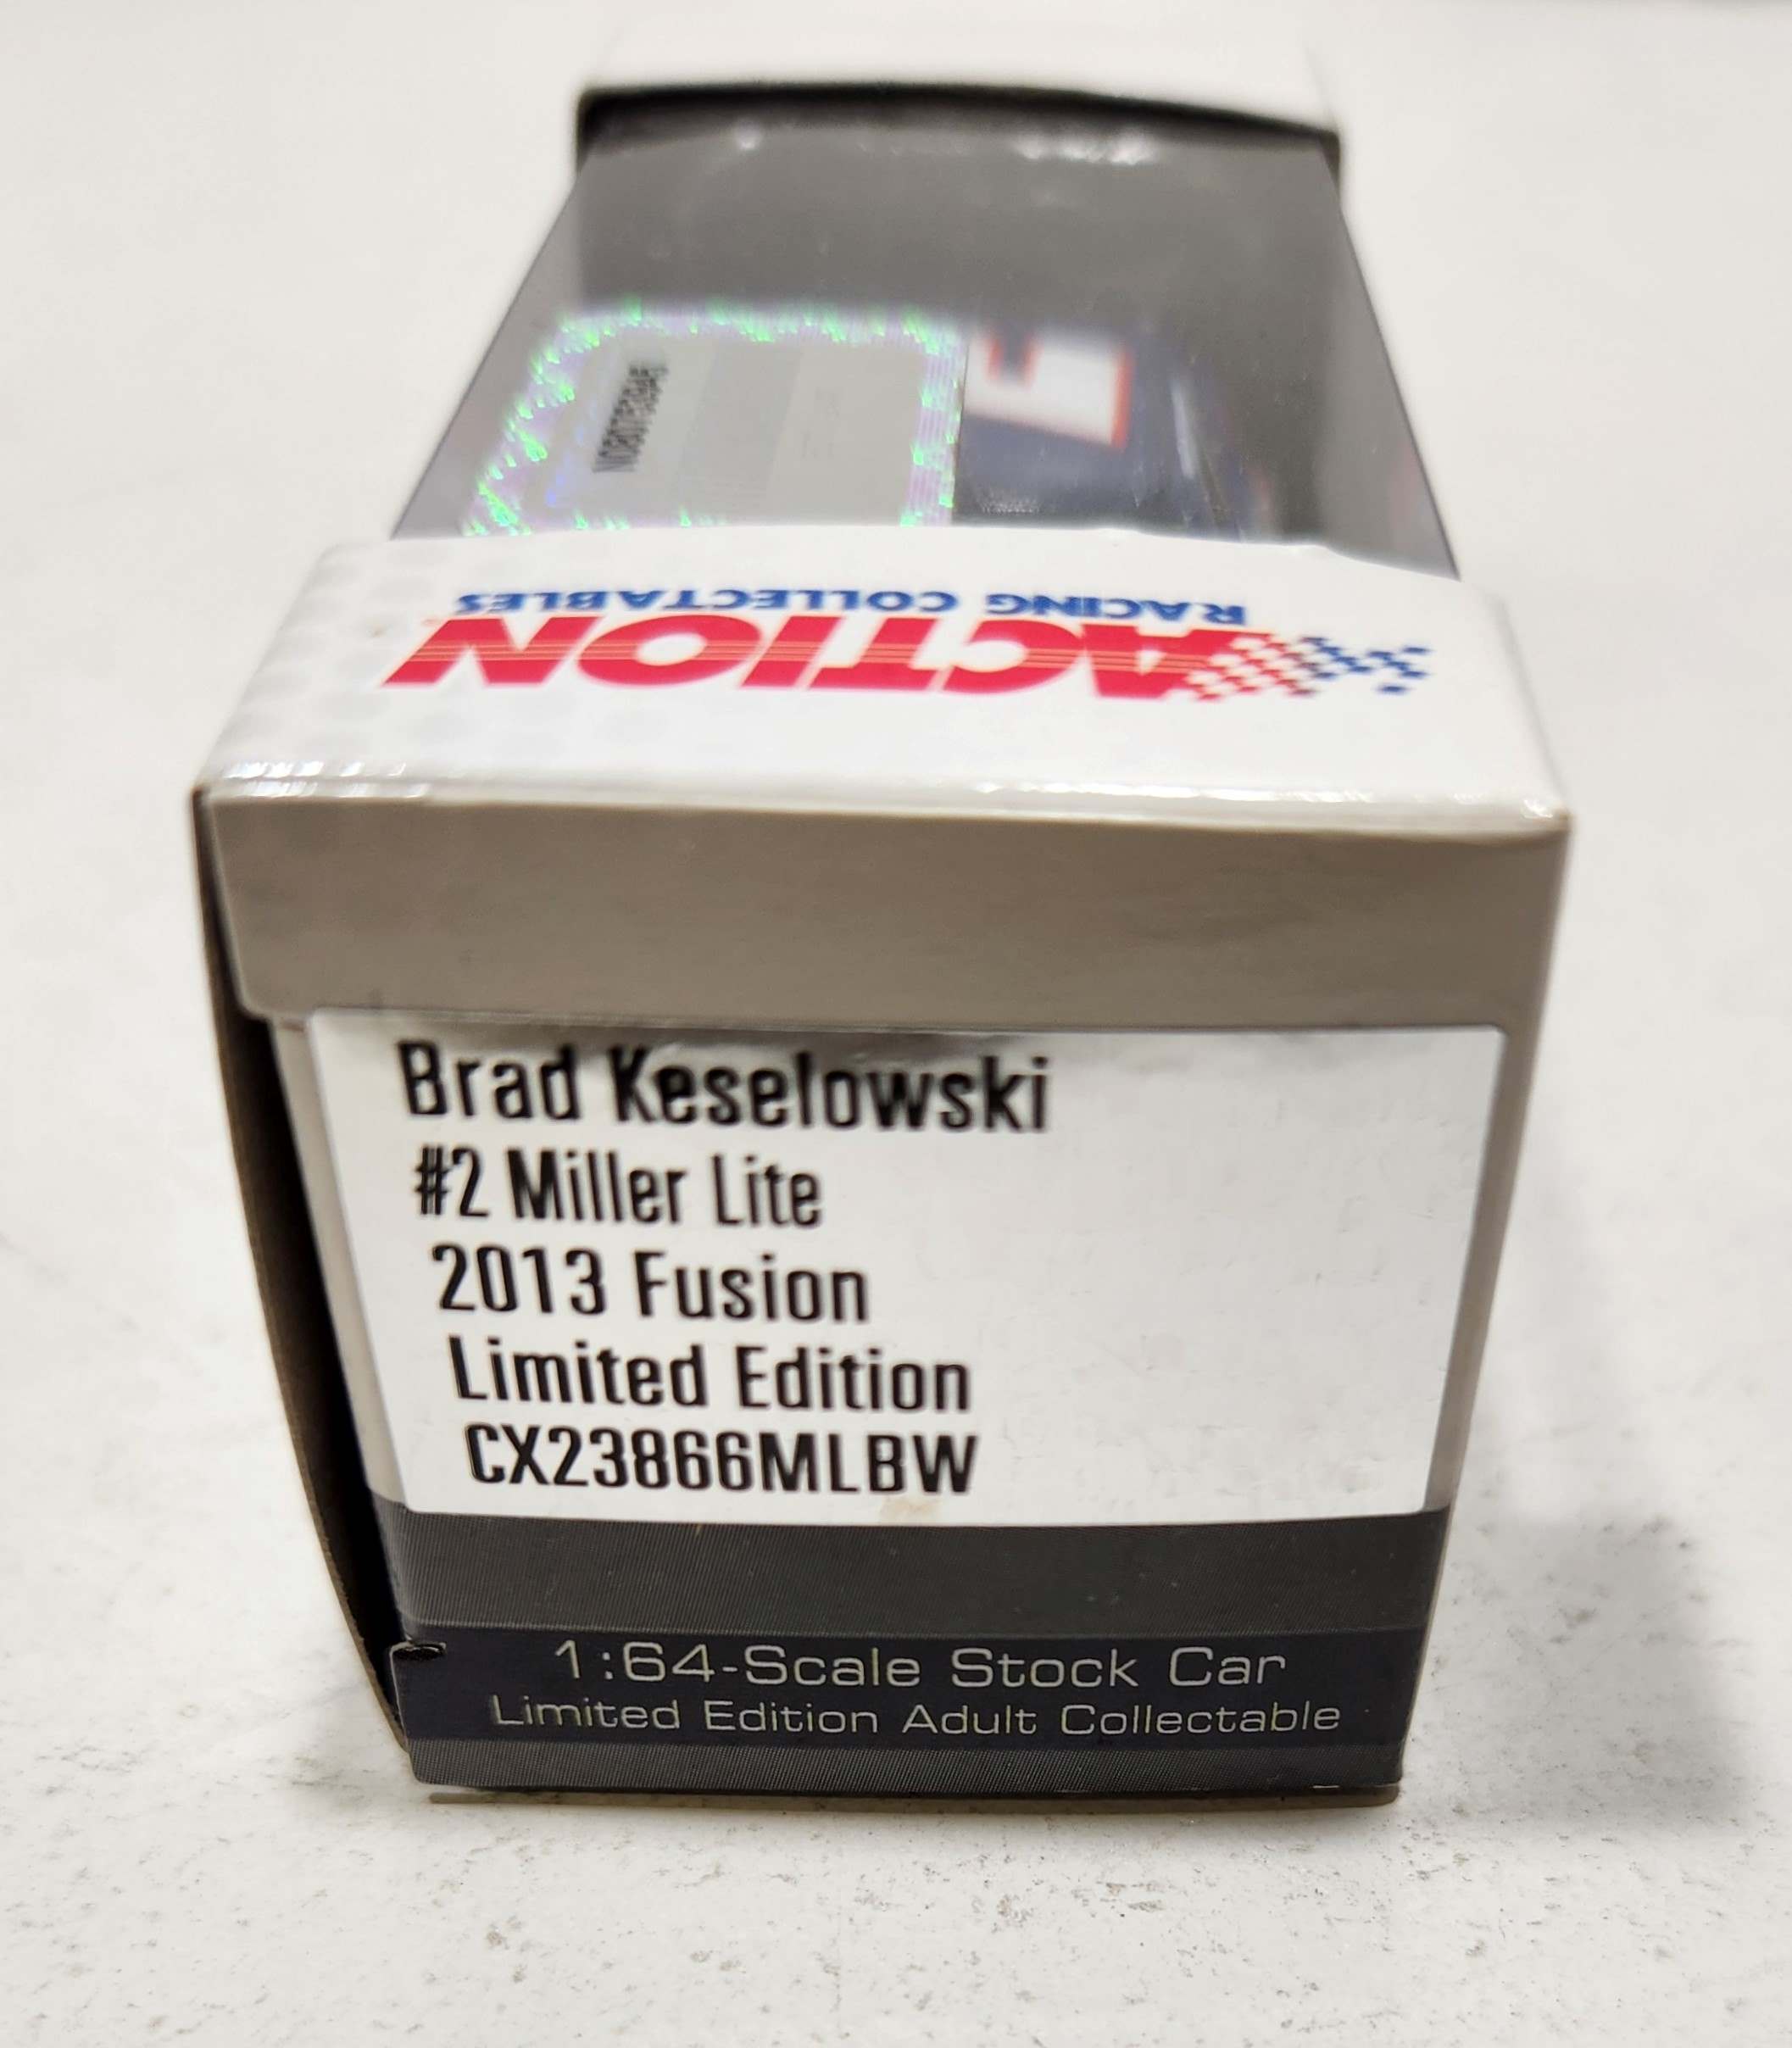 ACTION
RACING COLLECTABLES
Brad Keselowski
#2 Miller Lite
2013 Fusion
Limited Edition
CX23866MLBW
1:64-Scale Stock Car
Limited Edition Adult Collectable